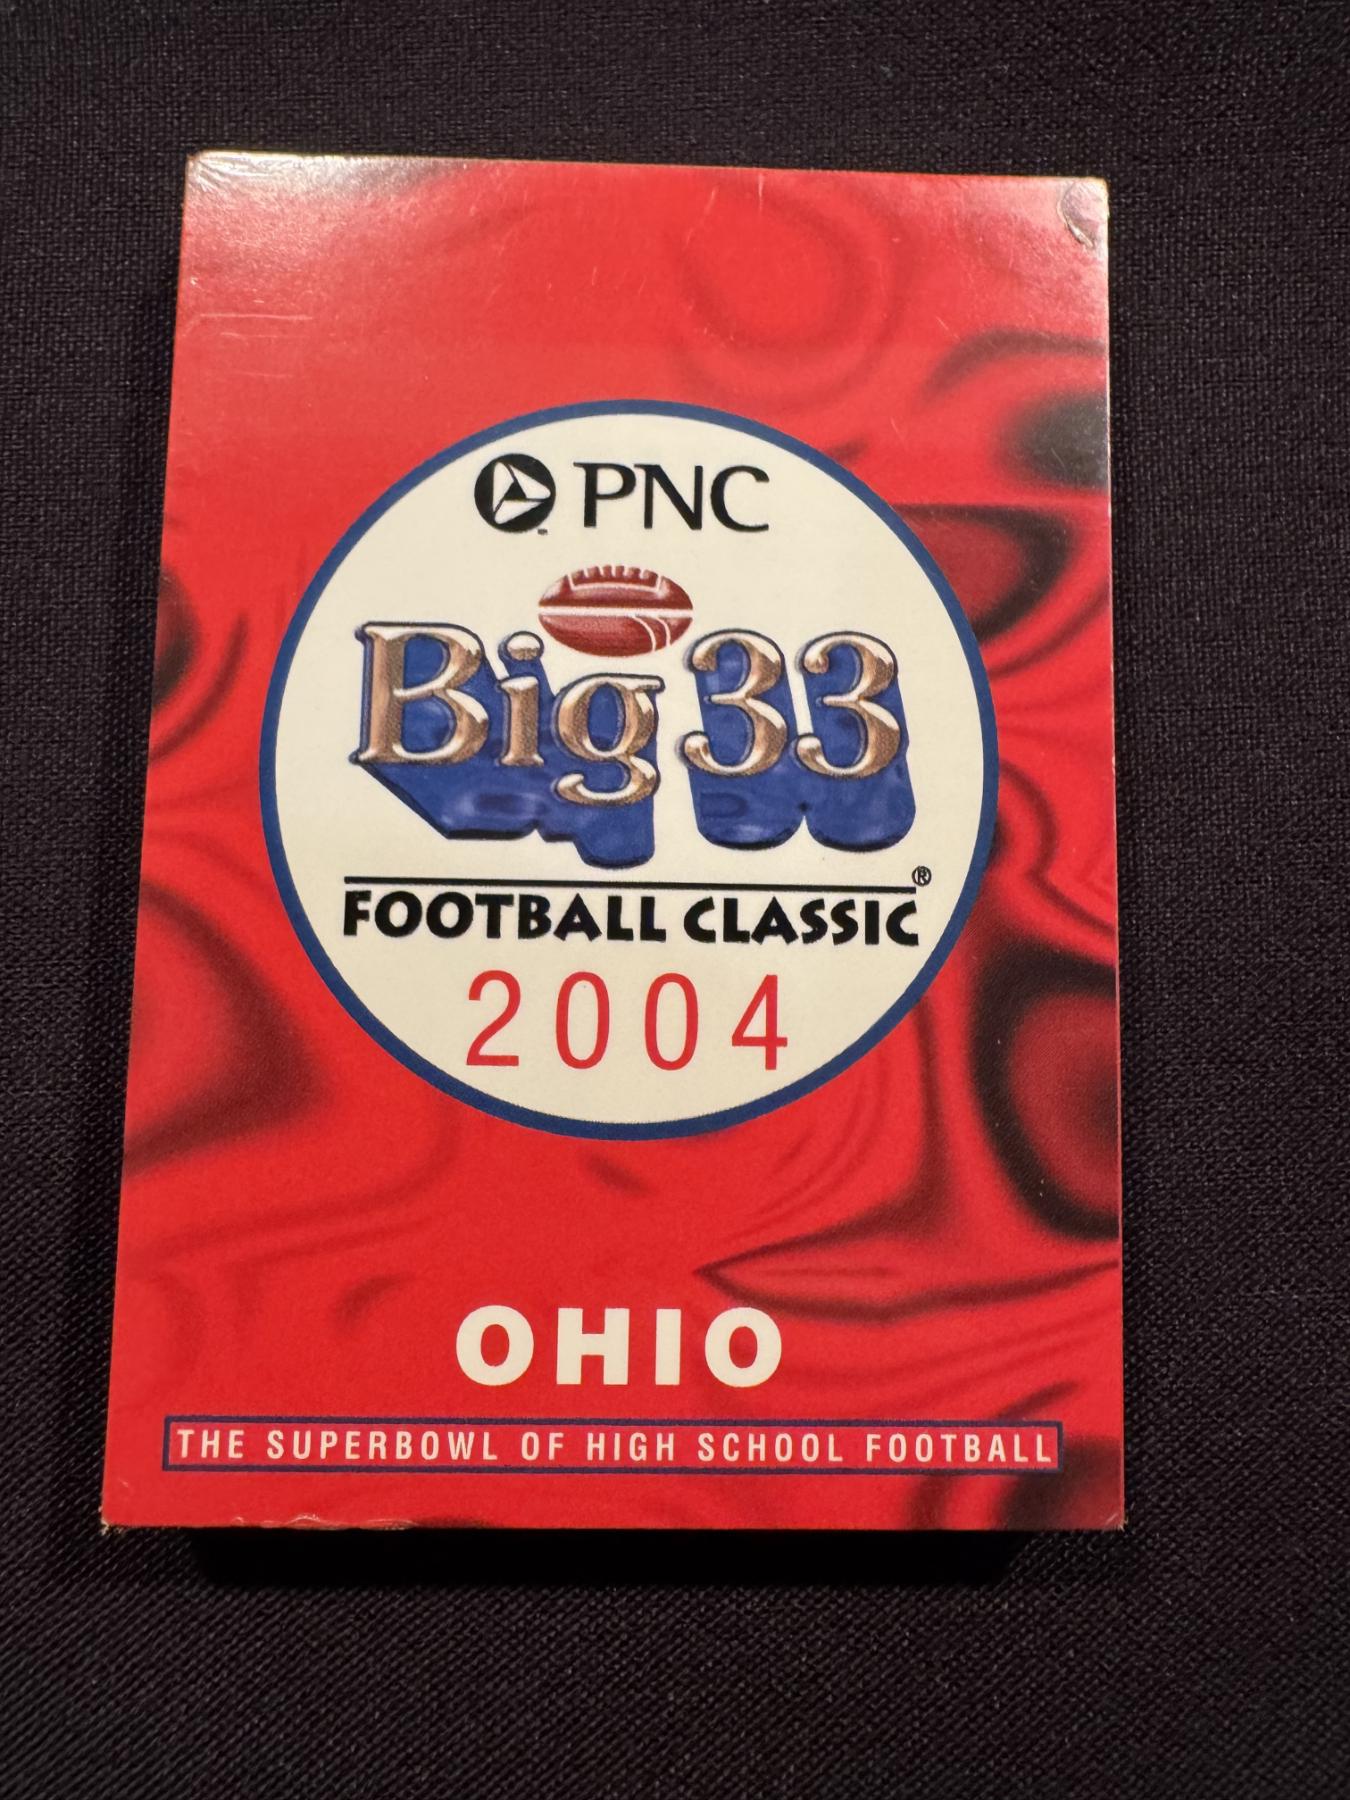 PNC
Big 33
®
FOOTBALL CLASSIC
2004
OHIO
THE SUPERBOWL OF HIGH SCHOOL FOOTBALL